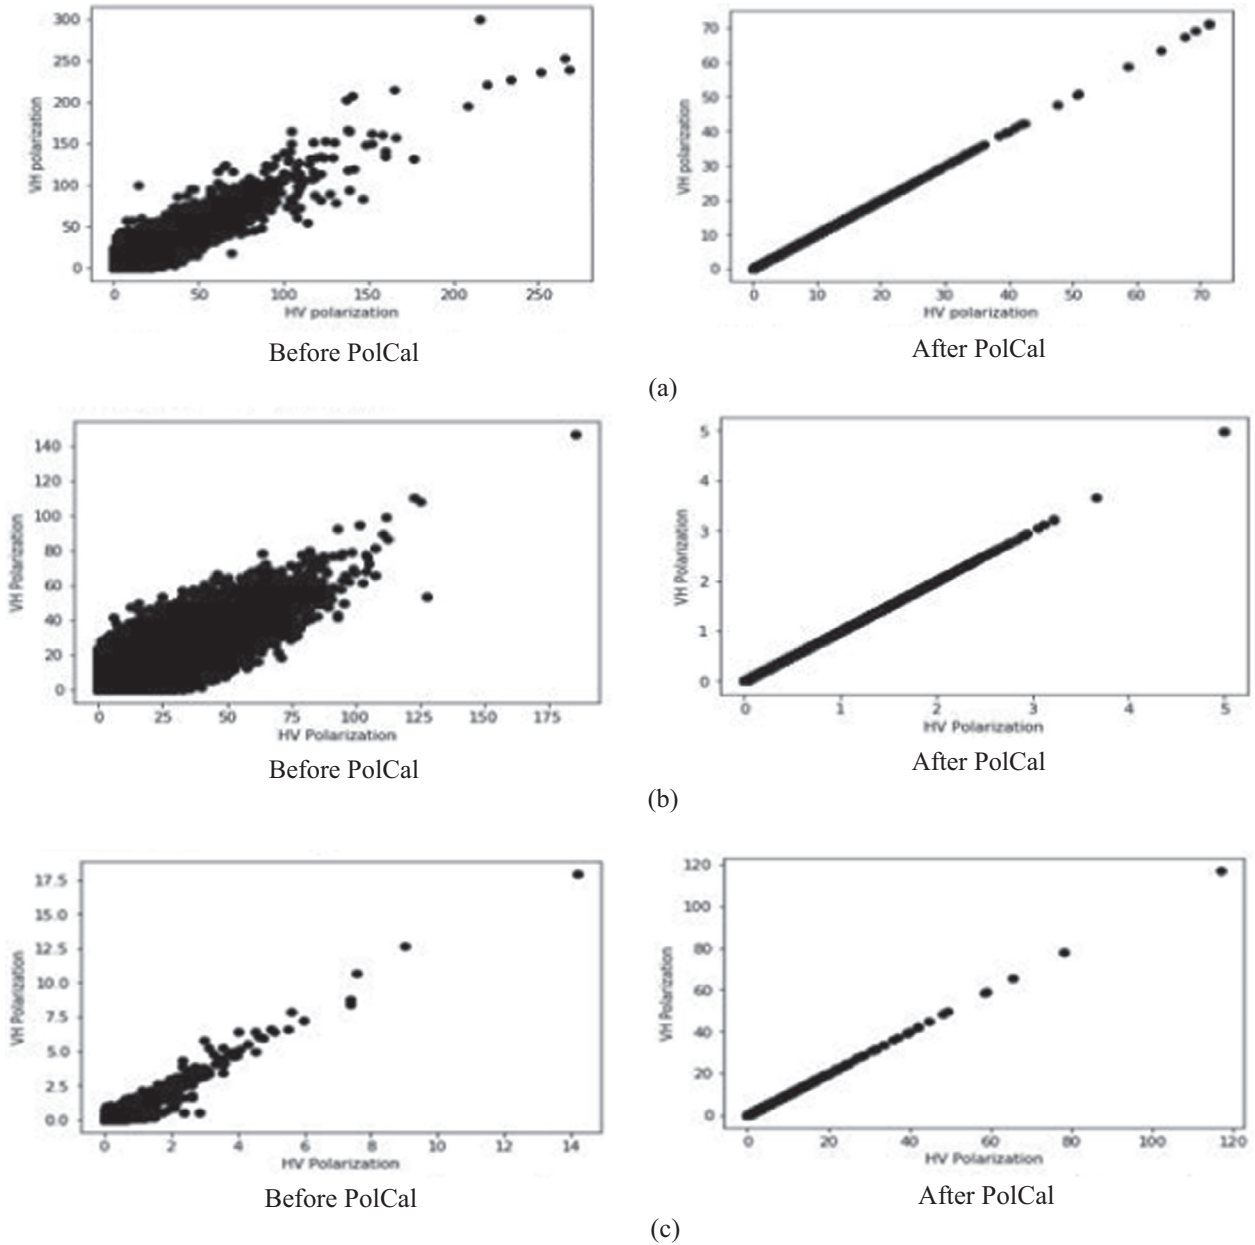 300
250
200
150
100
50
0
VH polarization
0 50 100 150 200 250
HV polarization
Before PolCal
70
60
50
40
30
20
10
0
VH polarization
0 10 20 30 40 50 60 70
HV polarization
After PolCal
(a)
140
120
100
80
60
40
20
0
VH Polarization
0 25 50 75 100 125 150 175
HV Polarization
Before PolCal
5
4
3
2
1
0
VH Polarization
0 1 2 3 4 5
HV Polarization
After PolCal
(b)
17.5
15.0
12.5
10.0
7.5
5.0
2.5
0.0
VH Polarization
0 2 4 6 8 10 12 14
HV Polarization
Before PolCal
120
100
80
60
40
20
0
VH Polarization
0 20 40 60 80 100 120
HV Polarization
After PolCal
(c)